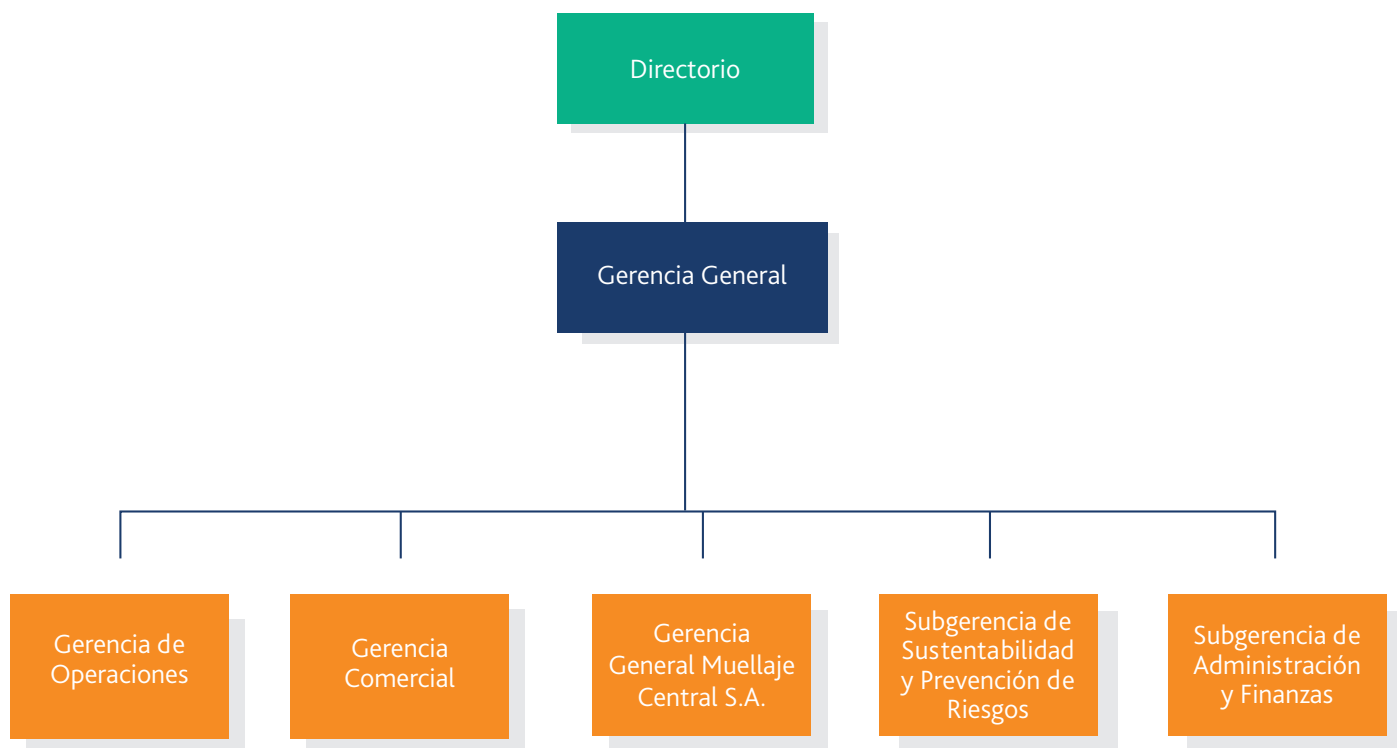 Directorio
Gerencia General
Gerencia de
Operaciones
Gerencia
Comercial
Gerencia
General Muellaje
Central S.A.
Subgerencia de
Sustentabilidad
y Prevención de
Riesgos
Subgerencia de
Administración
y Finanzas